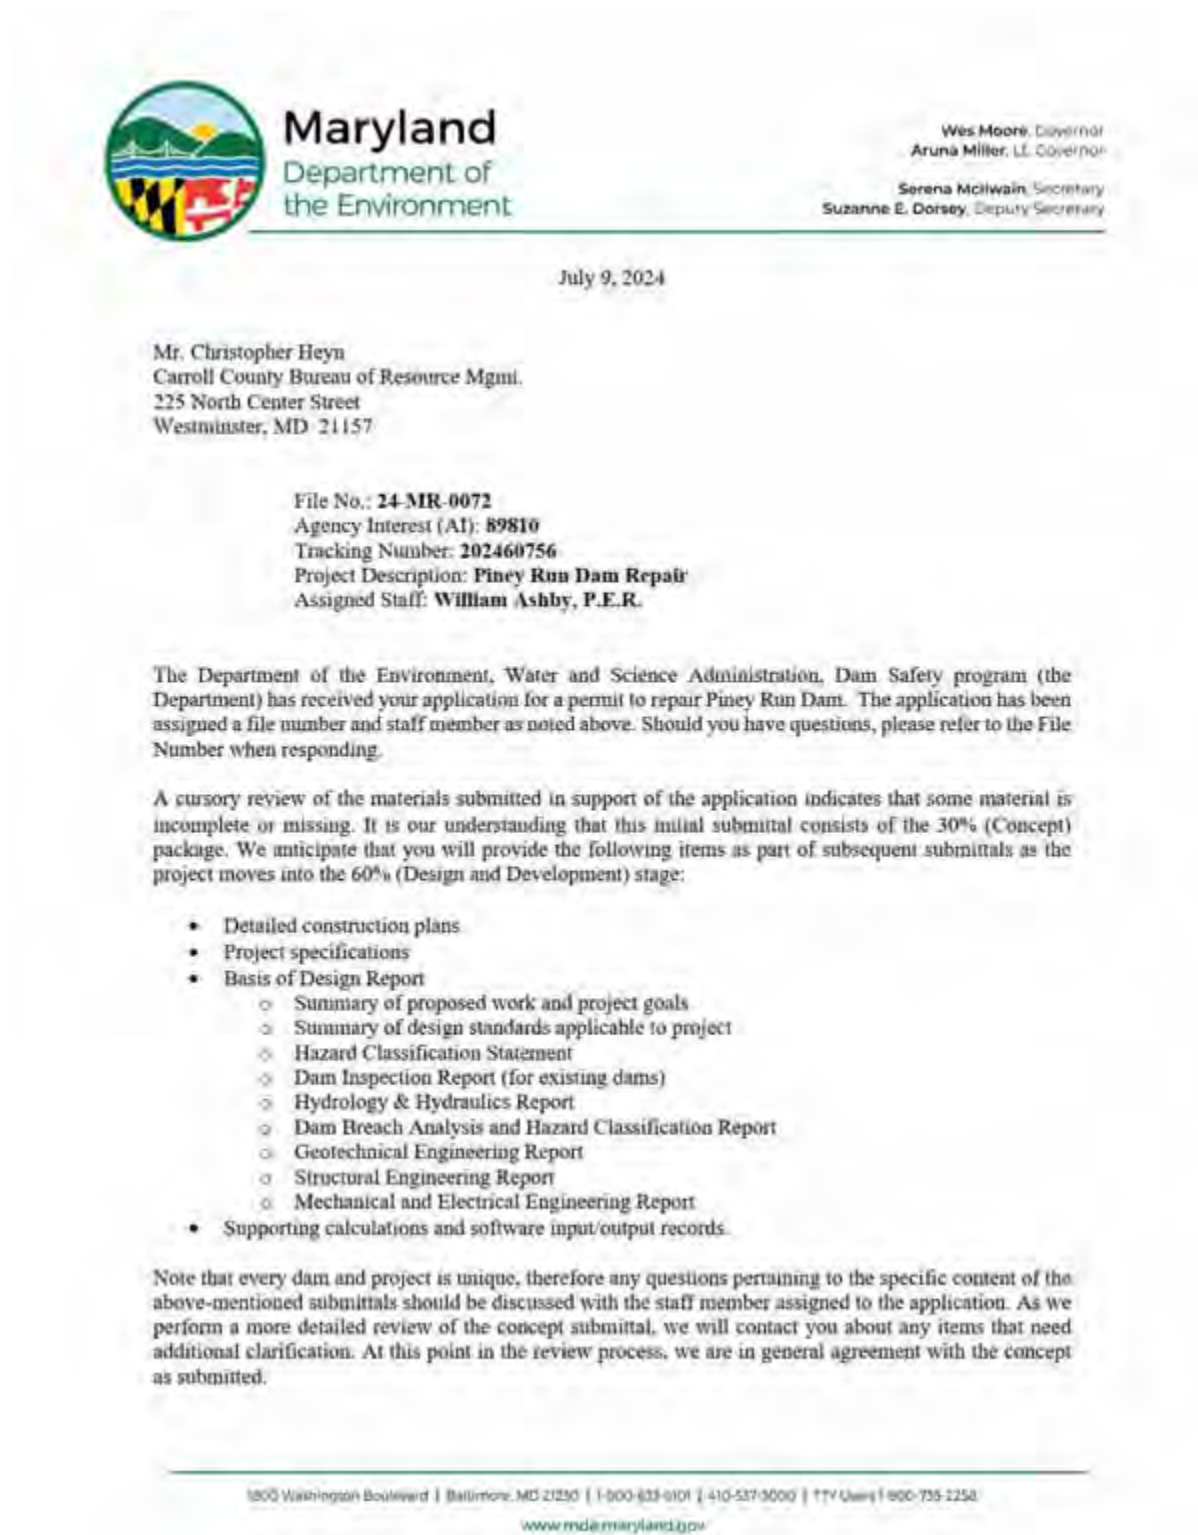 Maryland
Department of
the Environment
Wes Moore, Governor
Aruna Miller, Lt. Governor
Serena McIlwain, Secretary
Suzanne E. Dorsey, Deputy Secretary
July 9, 2024
Mr. Christopher Heyn
Carroll County Bureau of Resource Mgmt.
225 North Center Street
Westminster, MD 21157
File No.: 24-MR-0072
Agency Interest (AI): 89810
Tracking Number: 202460756
Project Description: Piney Run Dam Repair
Assigned Staff: William Ashby, P.E.R.
The Department of the Environment, Water and Science Administration, Dam Safety program (the
Department) has received your application for a permit to repair Piney Run Dam. The application has been
assigned a file number and staff member as noted above. Should you have questions, please refer to the File
Number when responding.
A cursory review of the materials submitted in support of the application indicates that some material is
incomplete or missing. It is our understanding that this initial submittal consists of the 30% (Concept)
package. We anticipate that you will provide the following items as part of subsequent submittals as the
project moves into the 60% (Design and Development) stage:
• Detailed construction plans
• Project specifications
• Basis of Design Report
o Summary of proposed work and project goals
o Summary of design standards applicable to project
o Hazard Classification Statement
o Dam Inspection Report (for existing dams)
o Hydrology & Hydraulics Report
o Dam Breach Analysis and Hazard Classification Report
o Geotechnical Engineering Report
o Structural Engineering Report
o Mechanical and Electrical Engineering Report
• Supporting calculations and software input/output records.
Note that every dam and project is unique, therefore any questions pertaining to the specific content of the
above-mentioned submittals should be discussed with the staff member assigned to the application. As we
perform a more detailed review of the concept submittal, we will contact you about any items that need
additional clarification. At this point in the review process, we are in general agreement with the concept
as submitted.
1800 Washington Boulevard | Baltimore, MD 21230 | 1-800-633-6101 | 410-537-3000 | TTY Users 1-800-735-2258
www.mde.maryland.gov